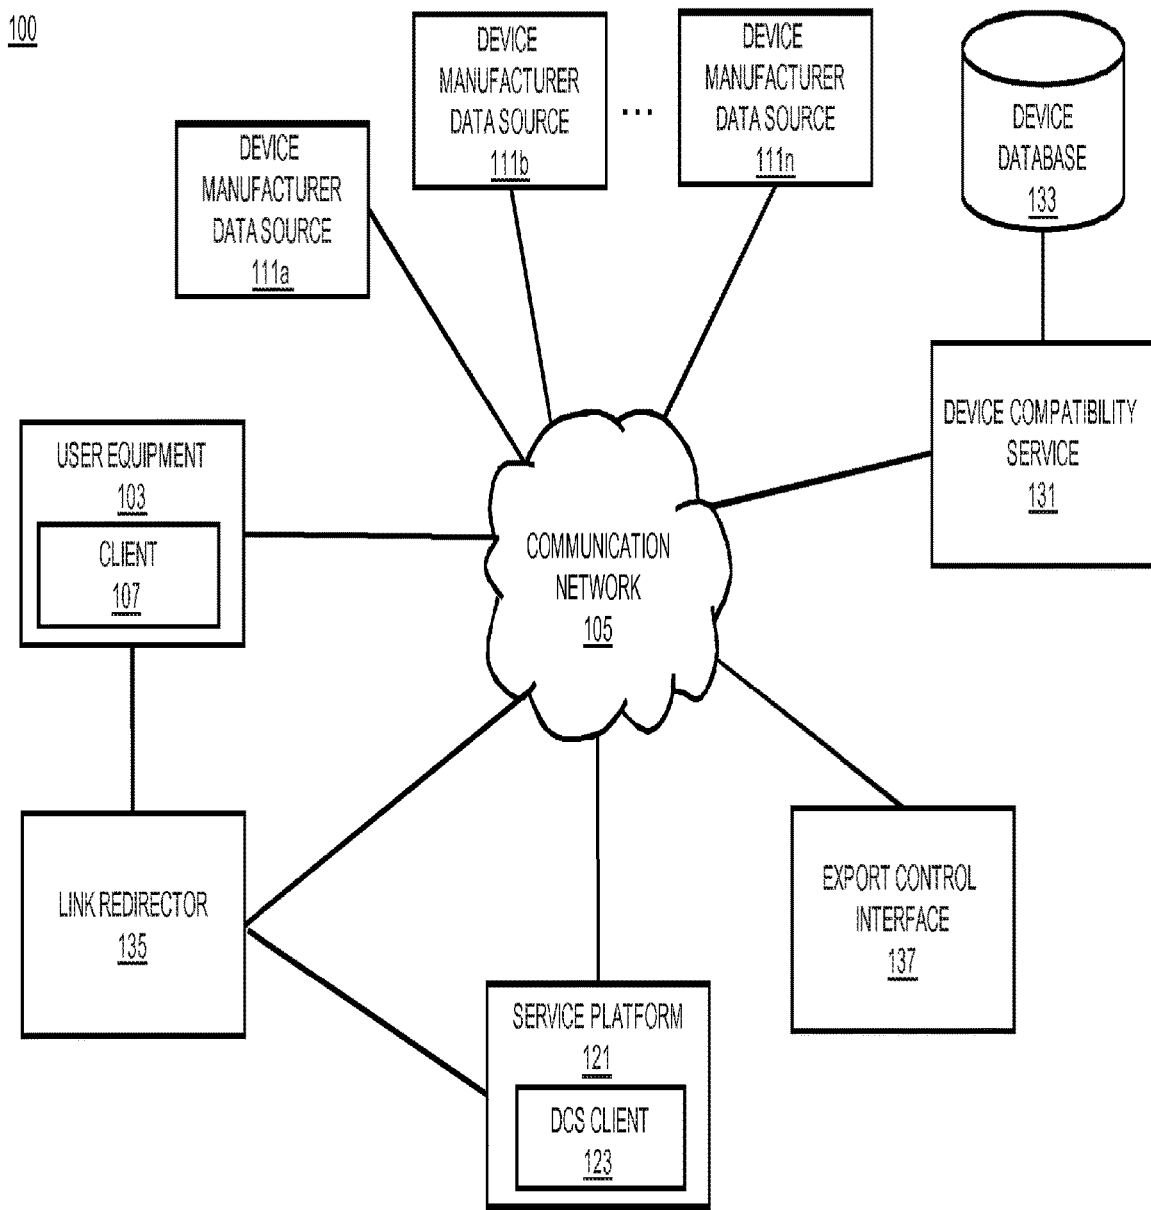 100
DEVICE
MANUFACTURER
DATA SOURCE
111a
DEVICE
MANUFACTURER
DATA SOURCE
111b
...
DEVICE
MANUFACTURER
DATA SOURCE
111n
DEVICE
DATABASE
133
DEVICE COMPATIBILITY
SERVICE
131
USER EQUIPMENT
103
CLIENT
107
COMMUNICATION
NETWORK
105
LINK REDIRECTOR
135
SERVICE PLATFORM
121
DCS CLIENT
123
EXPORT CONTROL
INTERFACE
137